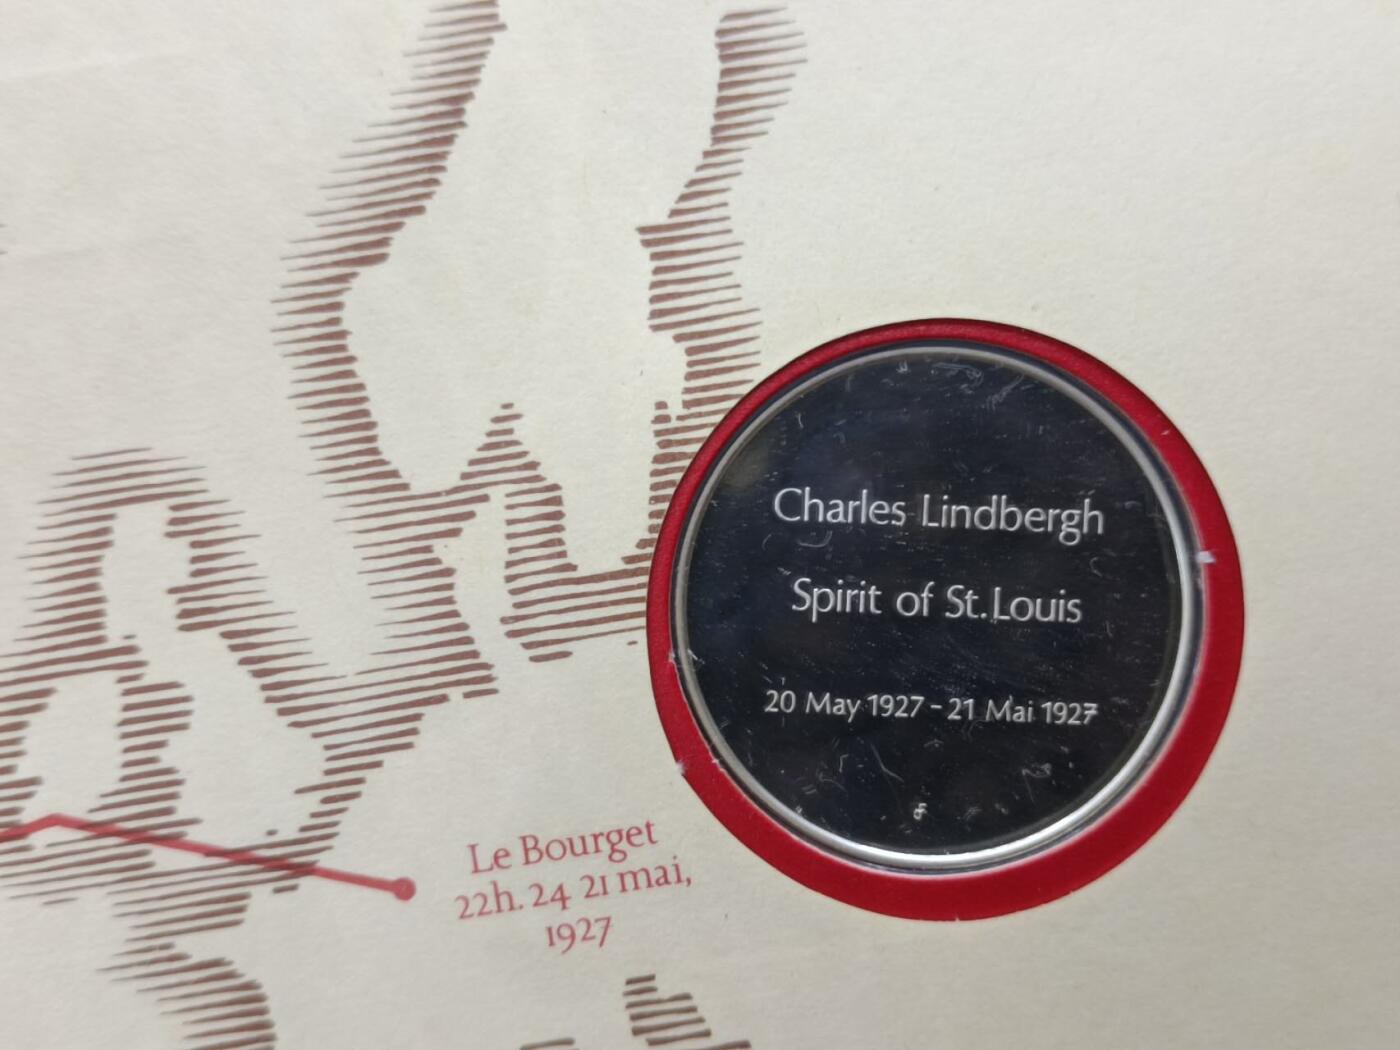 Charles Lindbergh
Spirit of St. Louis
20 May 1927 - 21 Mai 1927
Le Bourget
22h. 24 21 mai,
1927